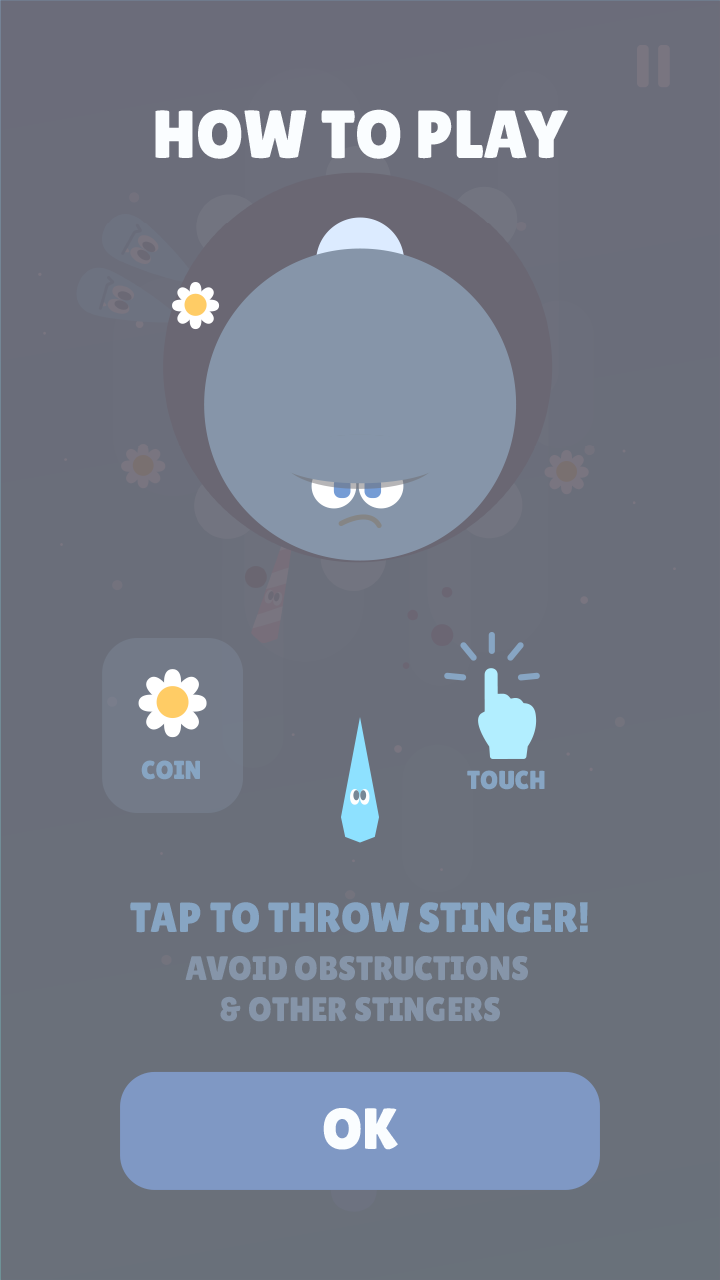 HOW TO PLAY
COIN
TOUCH
TAP TO THROW STINGER!
AVOID OBSTRUCTIONS
& OTHER STINGERS
OK